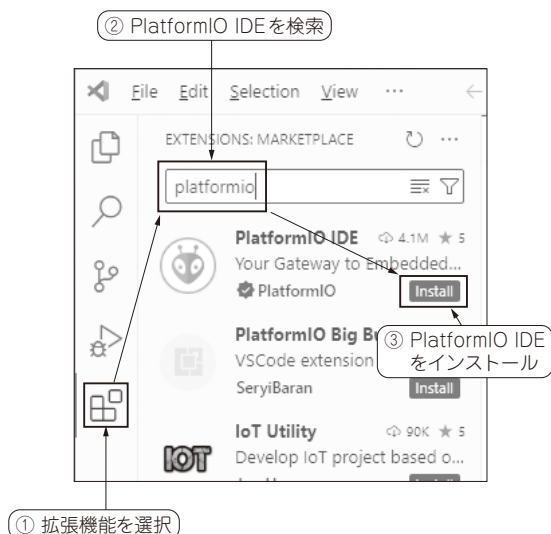 ② PlatformIO IDEを検索
File Edit Selection View ...
EXTENSIONS: MARKETPLACE
platformio
PlatformIO IDE 4.1M ★ 5
Your Gateway to Embedded...
PlatformIO Install
PlatformIO Big B
VSCode extension
SeryiBaran Install
③ PlatformIO IDE
をインストール
IoT Utility 90K ★ 5
IOT Develop IoT project based o...
① 拡張機能を選択